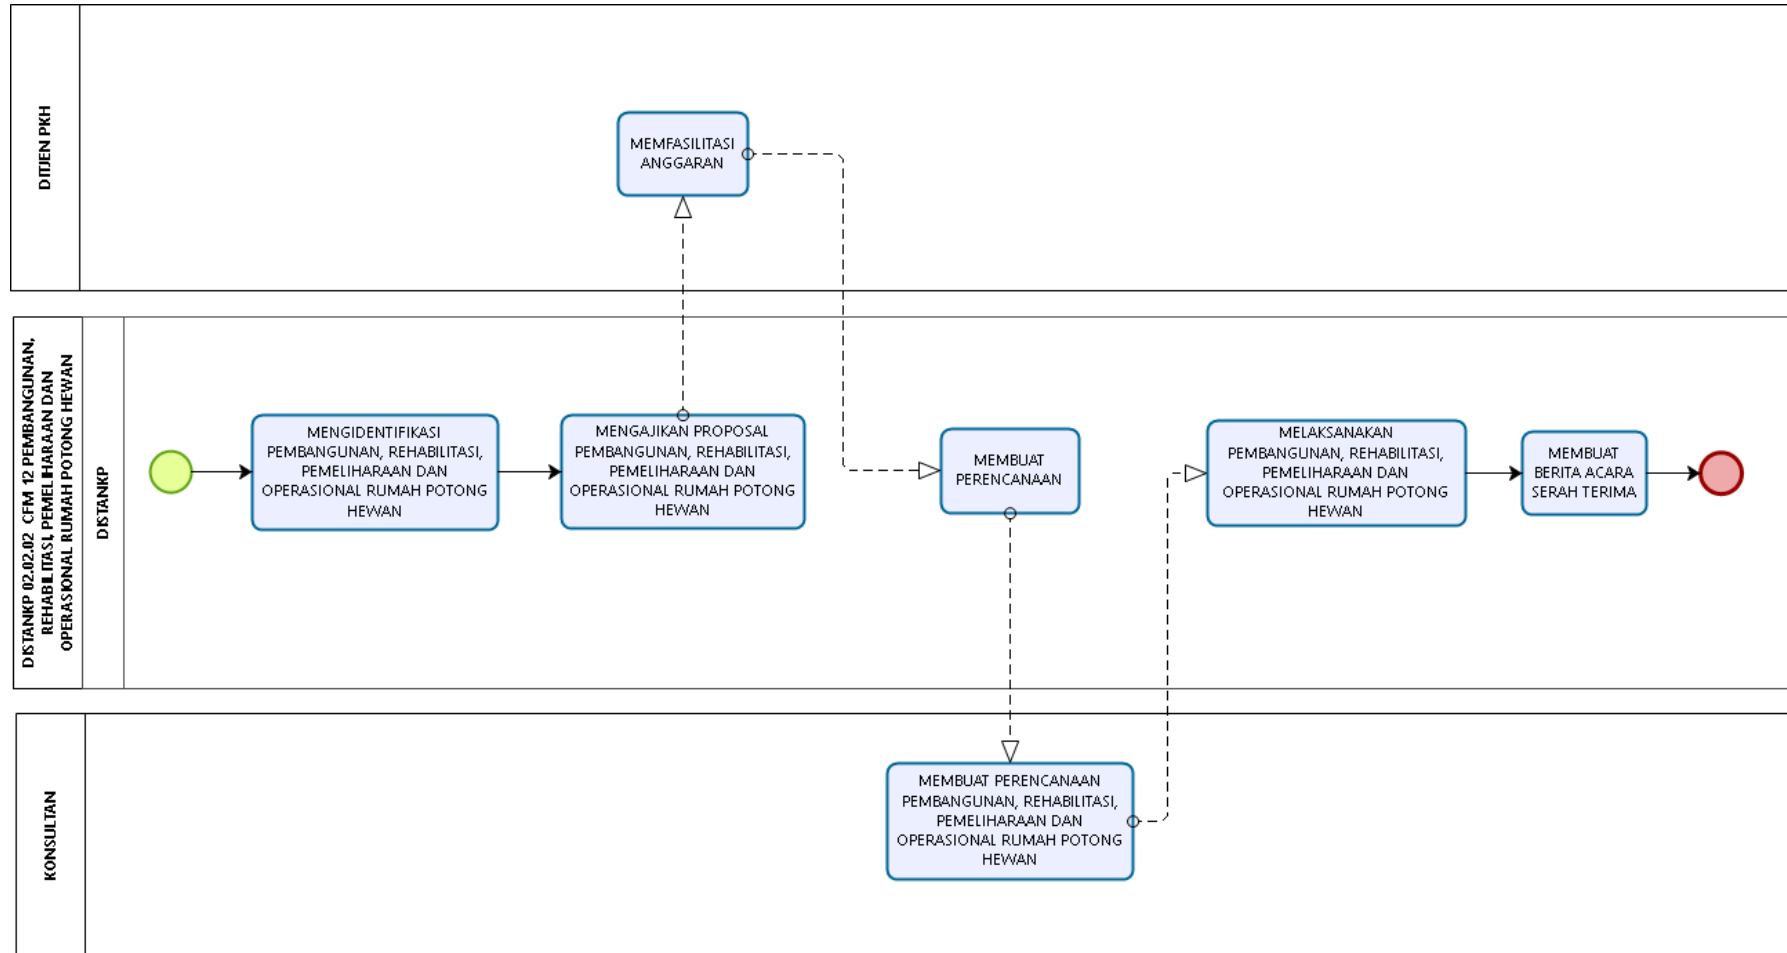 DITJEN PKH
MEMFASILITASI
ANGGARAN
DISTANKP 02.02.02 CFM 12 PEMBANGUNAN,
REHABILITASI, PEMELIHARAAN DAN
OPERASIONAL RUMAH POTONG HEWAN
DISTANKP
MENGIDENTIFIKASI
PEMBANGUNAN, REHABILITASI,
PEMELIHARAAN DAN
OPERASIONAL RUMAH POTONG
HEWAN
MENGAJIKAN PROPOSAL
PEMBANGUNAN, REHABILITASI,
PEMELIHARAAN DAN
OPERASIONAL RUMAH POTONG
HEWAN
MEMBUAT
PERENCANAAN
MELAKSANAKAN
PEMBANGUNAN, REHABILITASI,
PEMELIHARAAN DAN
OPERASIONAL RUMAH POTONG
HEWAN
MEMBUAT
BERITA ACARA
SERAH TERIMA
KONSULTAN
MEMBUAT PERENCANAAN
PEMBANGUNAN, REHABILITASI,
PEMELIHARAAN DAN
OPERASIONAL RUMAH POTONG
HEWAN